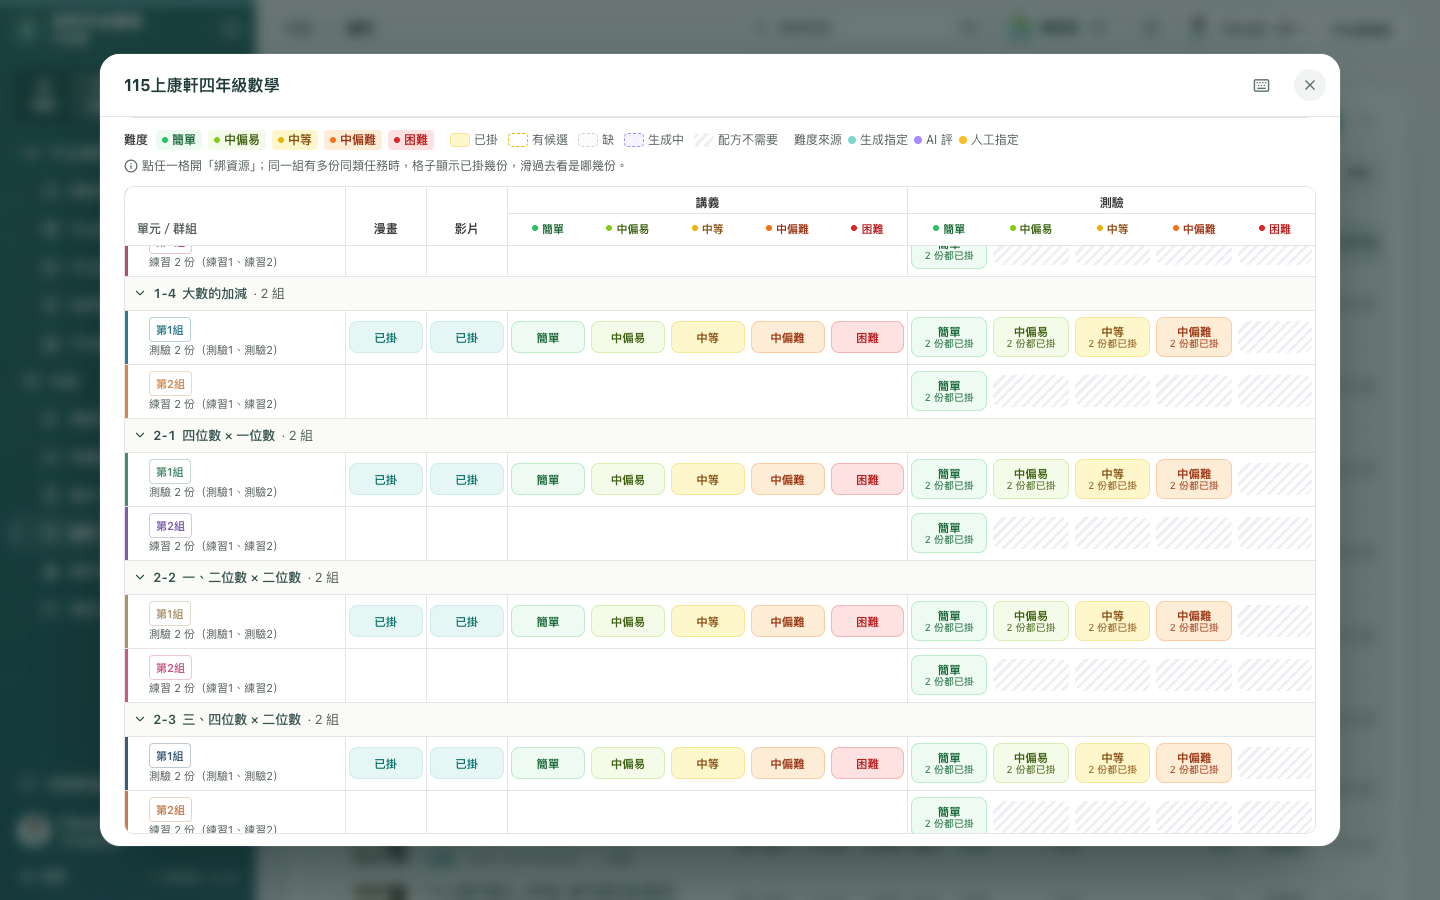 115上康軒四年級數學
難度 簡單 中偏易 中等 中偏難 困難 已掛 有候選 缺 生成中 配方不需要 難度來源 生成指定 AI 評 人工指定
點任一格開「綁資源」；同一組有多份同類任務時，格子顯示已掛幾份，滑過去看是哪幾份。
講義 測驗
單元 / 群組 漫畫 影片 簡單 中偏易 中等 中偏難 困難 簡單 中偏易 中等 中偏難 困難
簡單
練習 2 份（練習1、練習2） 2 份都已掛
1-4 大數的加減 · 2 組
第1組 已掛 已掛 簡單 中偏易 中等 中偏難 困難 簡單 中偏易 中等 中偏難
測驗 2 份（測驗1、測驗2） 2 份都已掛 2 份都已掛 2 份都已掛 2 份都已掛
第2組 簡單
練習 2 份（練習1、練習2） 2 份都已掛
2-1 四位數 × 一位數 · 2 組
第1組 已掛 已掛 簡單 中偏易 中等 中偏難 困難 簡單 中偏易 中等 中偏難
測驗 2 份（測驗1、測驗2） 2 份都已掛 2 份都已掛 2 份都已掛 2 份都已掛
第2組 簡單
練習 2 份（練習1、練習2） 2 份都已掛
2-2 一、二位數 × 二位數 · 2 組
第1組 已掛 已掛 簡單 中偏易 中等 中偏難 困難 簡單 中偏易 中等 中偏難
測驗 2 份（測驗1、測驗2） 2 份都已掛 2 份都已掛 2 份都已掛 2 份都已掛
第2組 簡單
練習 2 份（練習1、練習2） 2 份都已掛
2-3 三、四位數 × 二位數 · 2 組
第1組 已掛 已掛 簡單 中偏易 中等 中偏難 困難 簡單 中偏易 中等 中偏難
測驗 2 份（測驗1、測驗2） 2 份都已掛 2 份都已掛 2 份都已掛 2 份都已掛
第2組 簡單
練習 2 份（練習1、練習2） 2 份都已掛